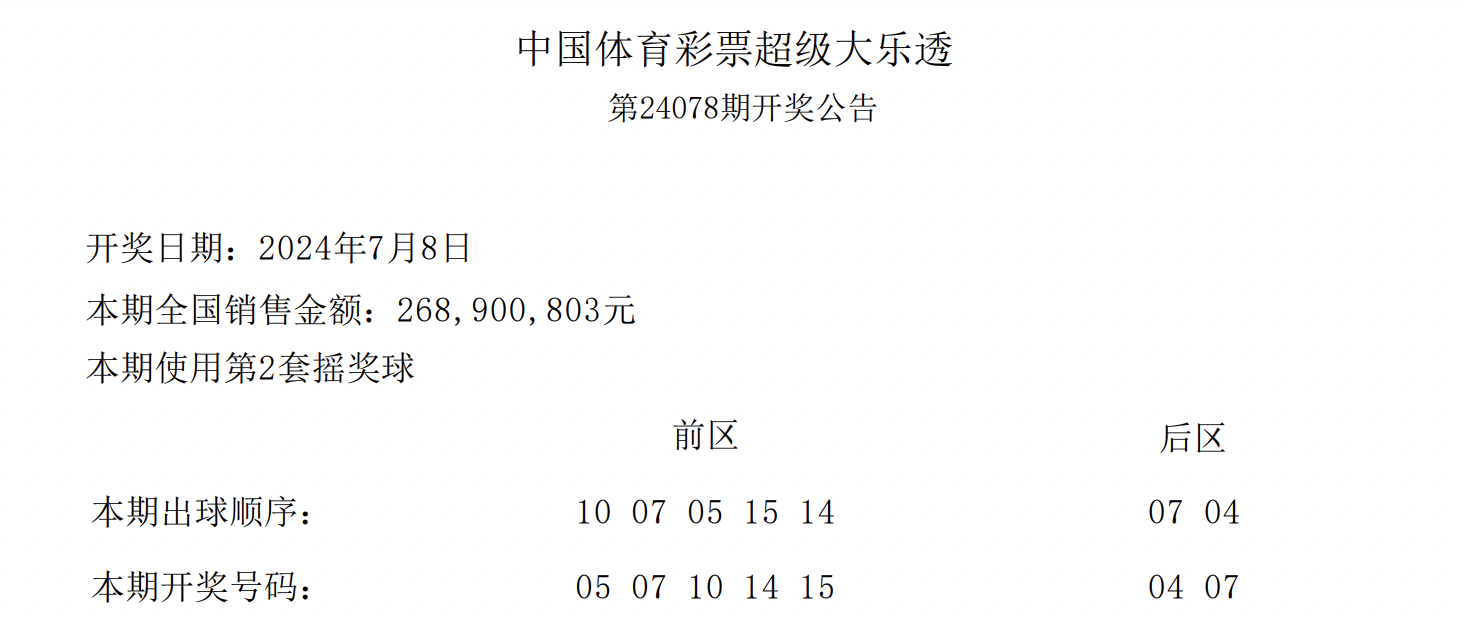 中国体育彩票超级大乐透
第24078期开奖公告
开奖日期：2024年7月8日
本期全国销售金额：268,900,803元
本期使用第2套摇奖球
前区 后区
本期出球顺序： 10 07 05 15 14 07 04
本期开奖号码： 05 07 10 14 15 04 07